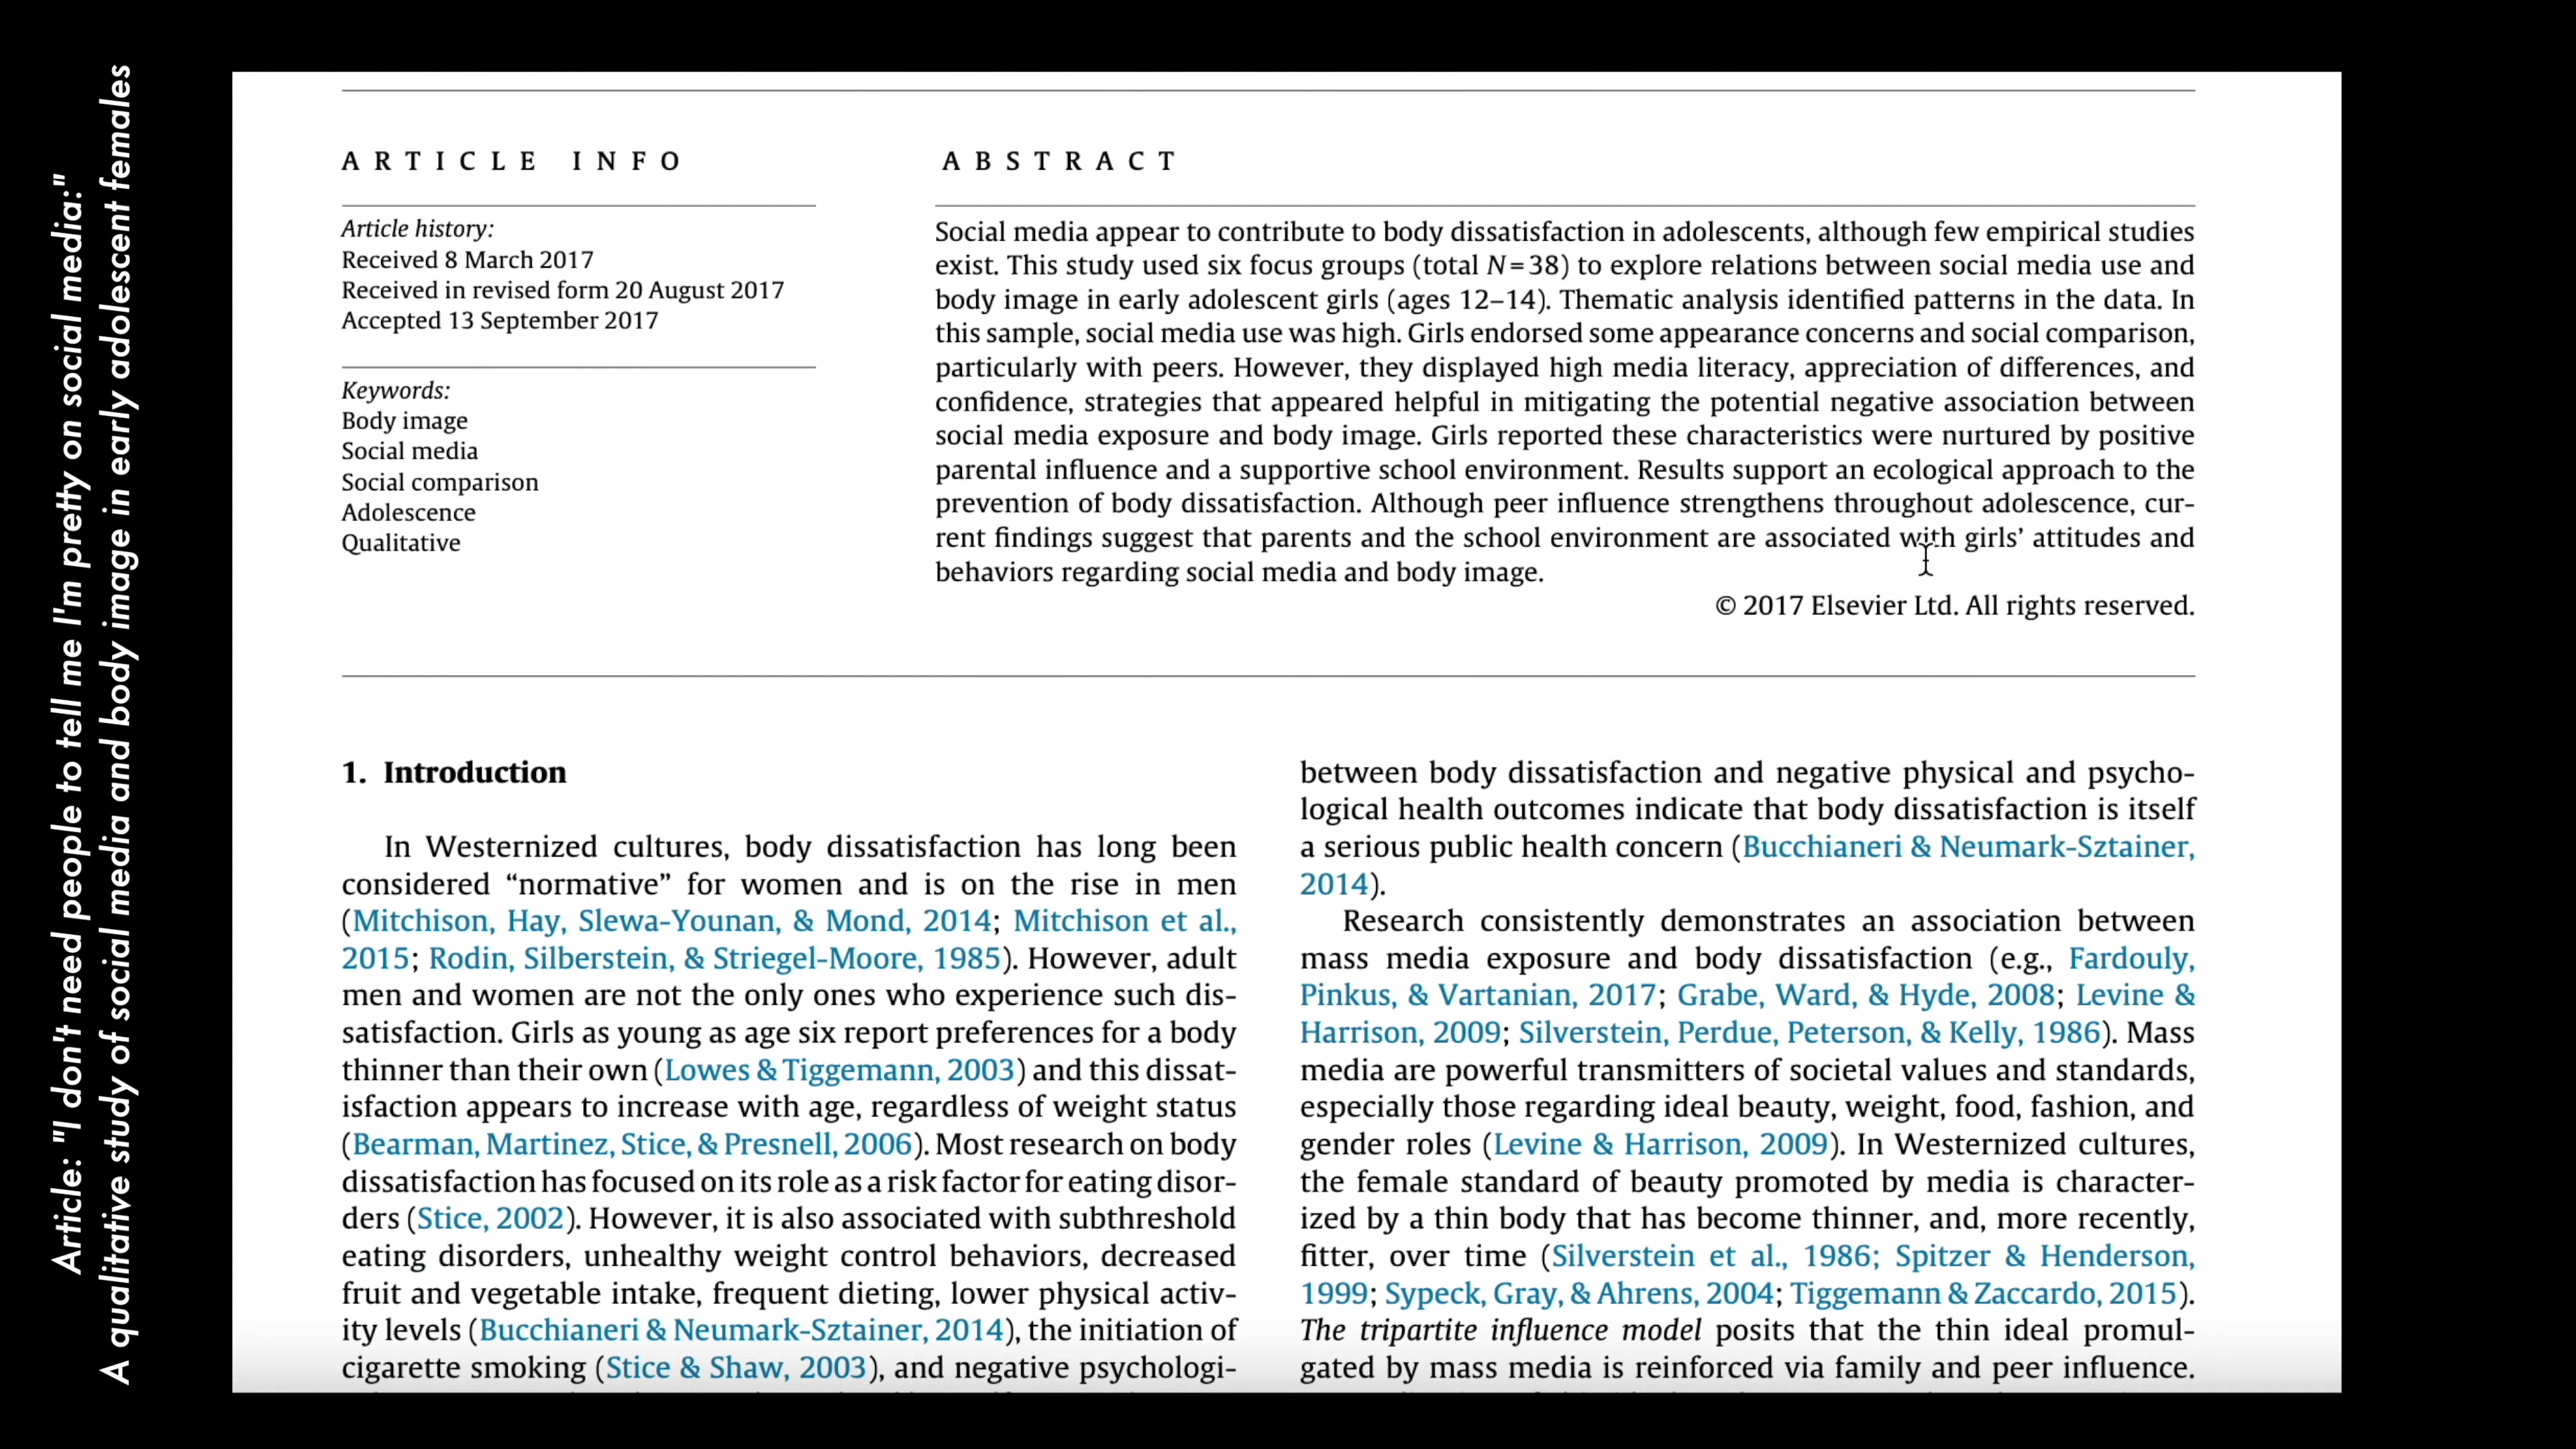 Article: "I don't need people to tell me I'm pretty on social media:"
A qualitative study of social media and body image in early adolescent females
ARTICLE INFO
Article history:
Received 8 March 2017
Received in revised form 20 August 2017
Accepted 13 September 2017
Keywords:
Body image
Social media
Social comparison
Adolescence
Qualitative
ABSTRACT
Social media appear to contribute to body dissatisfaction in adolescents, although few empirical studies
exist. This study used six focus groups (total N = 38) to explore relations between social media use and
body image in early adolescent girls (ages 12–14). Thematic analysis identified patterns in the data. In
this sample, social media use was high. Girls endorsed some appearance concerns and social comparison,
particularly with peers. However, they displayed high media literacy, appreciation of differences, and
confidence, strategies that appeared helpful in mitigating the potential negative association between
social media exposure and body image. Girls reported these characteristics were nurtured by positive
parental influence and a supportive school environment. Results support an ecological approach to the
prevention of body dissatisfaction. Although peer influence strengthens throughout adolescence, cur-
rent findings suggest that parents and the school environment are associated with girls’ attitudes and
behaviors regarding social media and body image.
© 2017 Elsevier Ltd. All rights reserved.
1. Introduction
In Westernized cultures, body dissatisfaction has long been
considered “normative” for women and is on the rise in men
(Mitchison, Hay, Slewa-Younan, & Mond, 2014; Mitchison et al.,
2015; Rodin, Silberstein, & Striegel-Moore, 1985). However, adult
men and women are not the only ones who experience such dis-
satisfaction. Girls as young as age six report preferences for a body
thinner than their own (Lowes & Tiggemann, 2003) and this dissat-
isfaction appears to increase with age, regardless of weight status
(Bearman, Martinez, Stice, & Presnell, 2006). Most research on body
dissatisfaction has focused on its role as a risk factor for eating disor-
ders (Stice, 2002). However, it is also associated with subthreshold
eating disorders, unhealthy weight control behaviors, decreased
fruit and vegetable intake, frequent dieting, lower physical activ-
ity levels (Bucchianeri & Neumark-Sztainer, 2014), the initiation of
cigarette smoking (Stice & Shaw, 2003), and negative psychologi-
between body dissatisfaction and negative physical and psycho-
logical health outcomes indicate that body dissatisfaction is itself
a serious public health concern (Bucchianeri & Neumark-Sztainer,
2014).
Research consistently demonstrates an association between
mass media exposure and body dissatisfaction (e.g., Fardouly,
Pinkus, & Vartanian, 2017; Grabe, Ward, & Hyde, 2008; Levine &
Harrison, 2009; Silverstein, Perdue, Peterson, & Kelly, 1986). Mass
media are powerful transmitters of societal values and standards,
especially those regarding ideal beauty, weight, food, fashion, and
gender roles (Levine & Harrison, 2009). In Westernized cultures,
the female standard of beauty promoted by media is character-
ized by a thin body that has become thinner, and, more recently,
fitter, over time (Silverstein et al., 1986; Spitzer & Henderson,
1999; Sypeck, Gray, & Ahrens, 2004; Tiggemann & Zaccardo, 2015).
The tripartite influence model posits that the thin ideal promul-
gated by mass media is reinforced via family and peer influence.